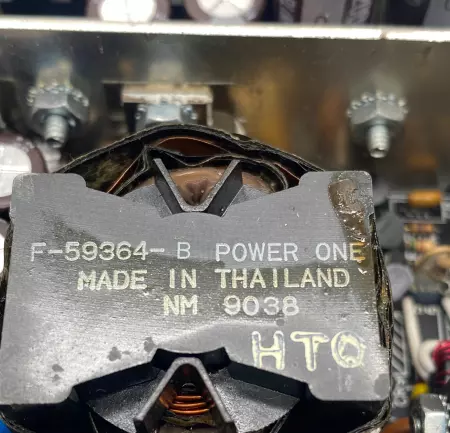 F-59364-B POWER ONE
MADE IN THAILAND
NM 9038
HTQ